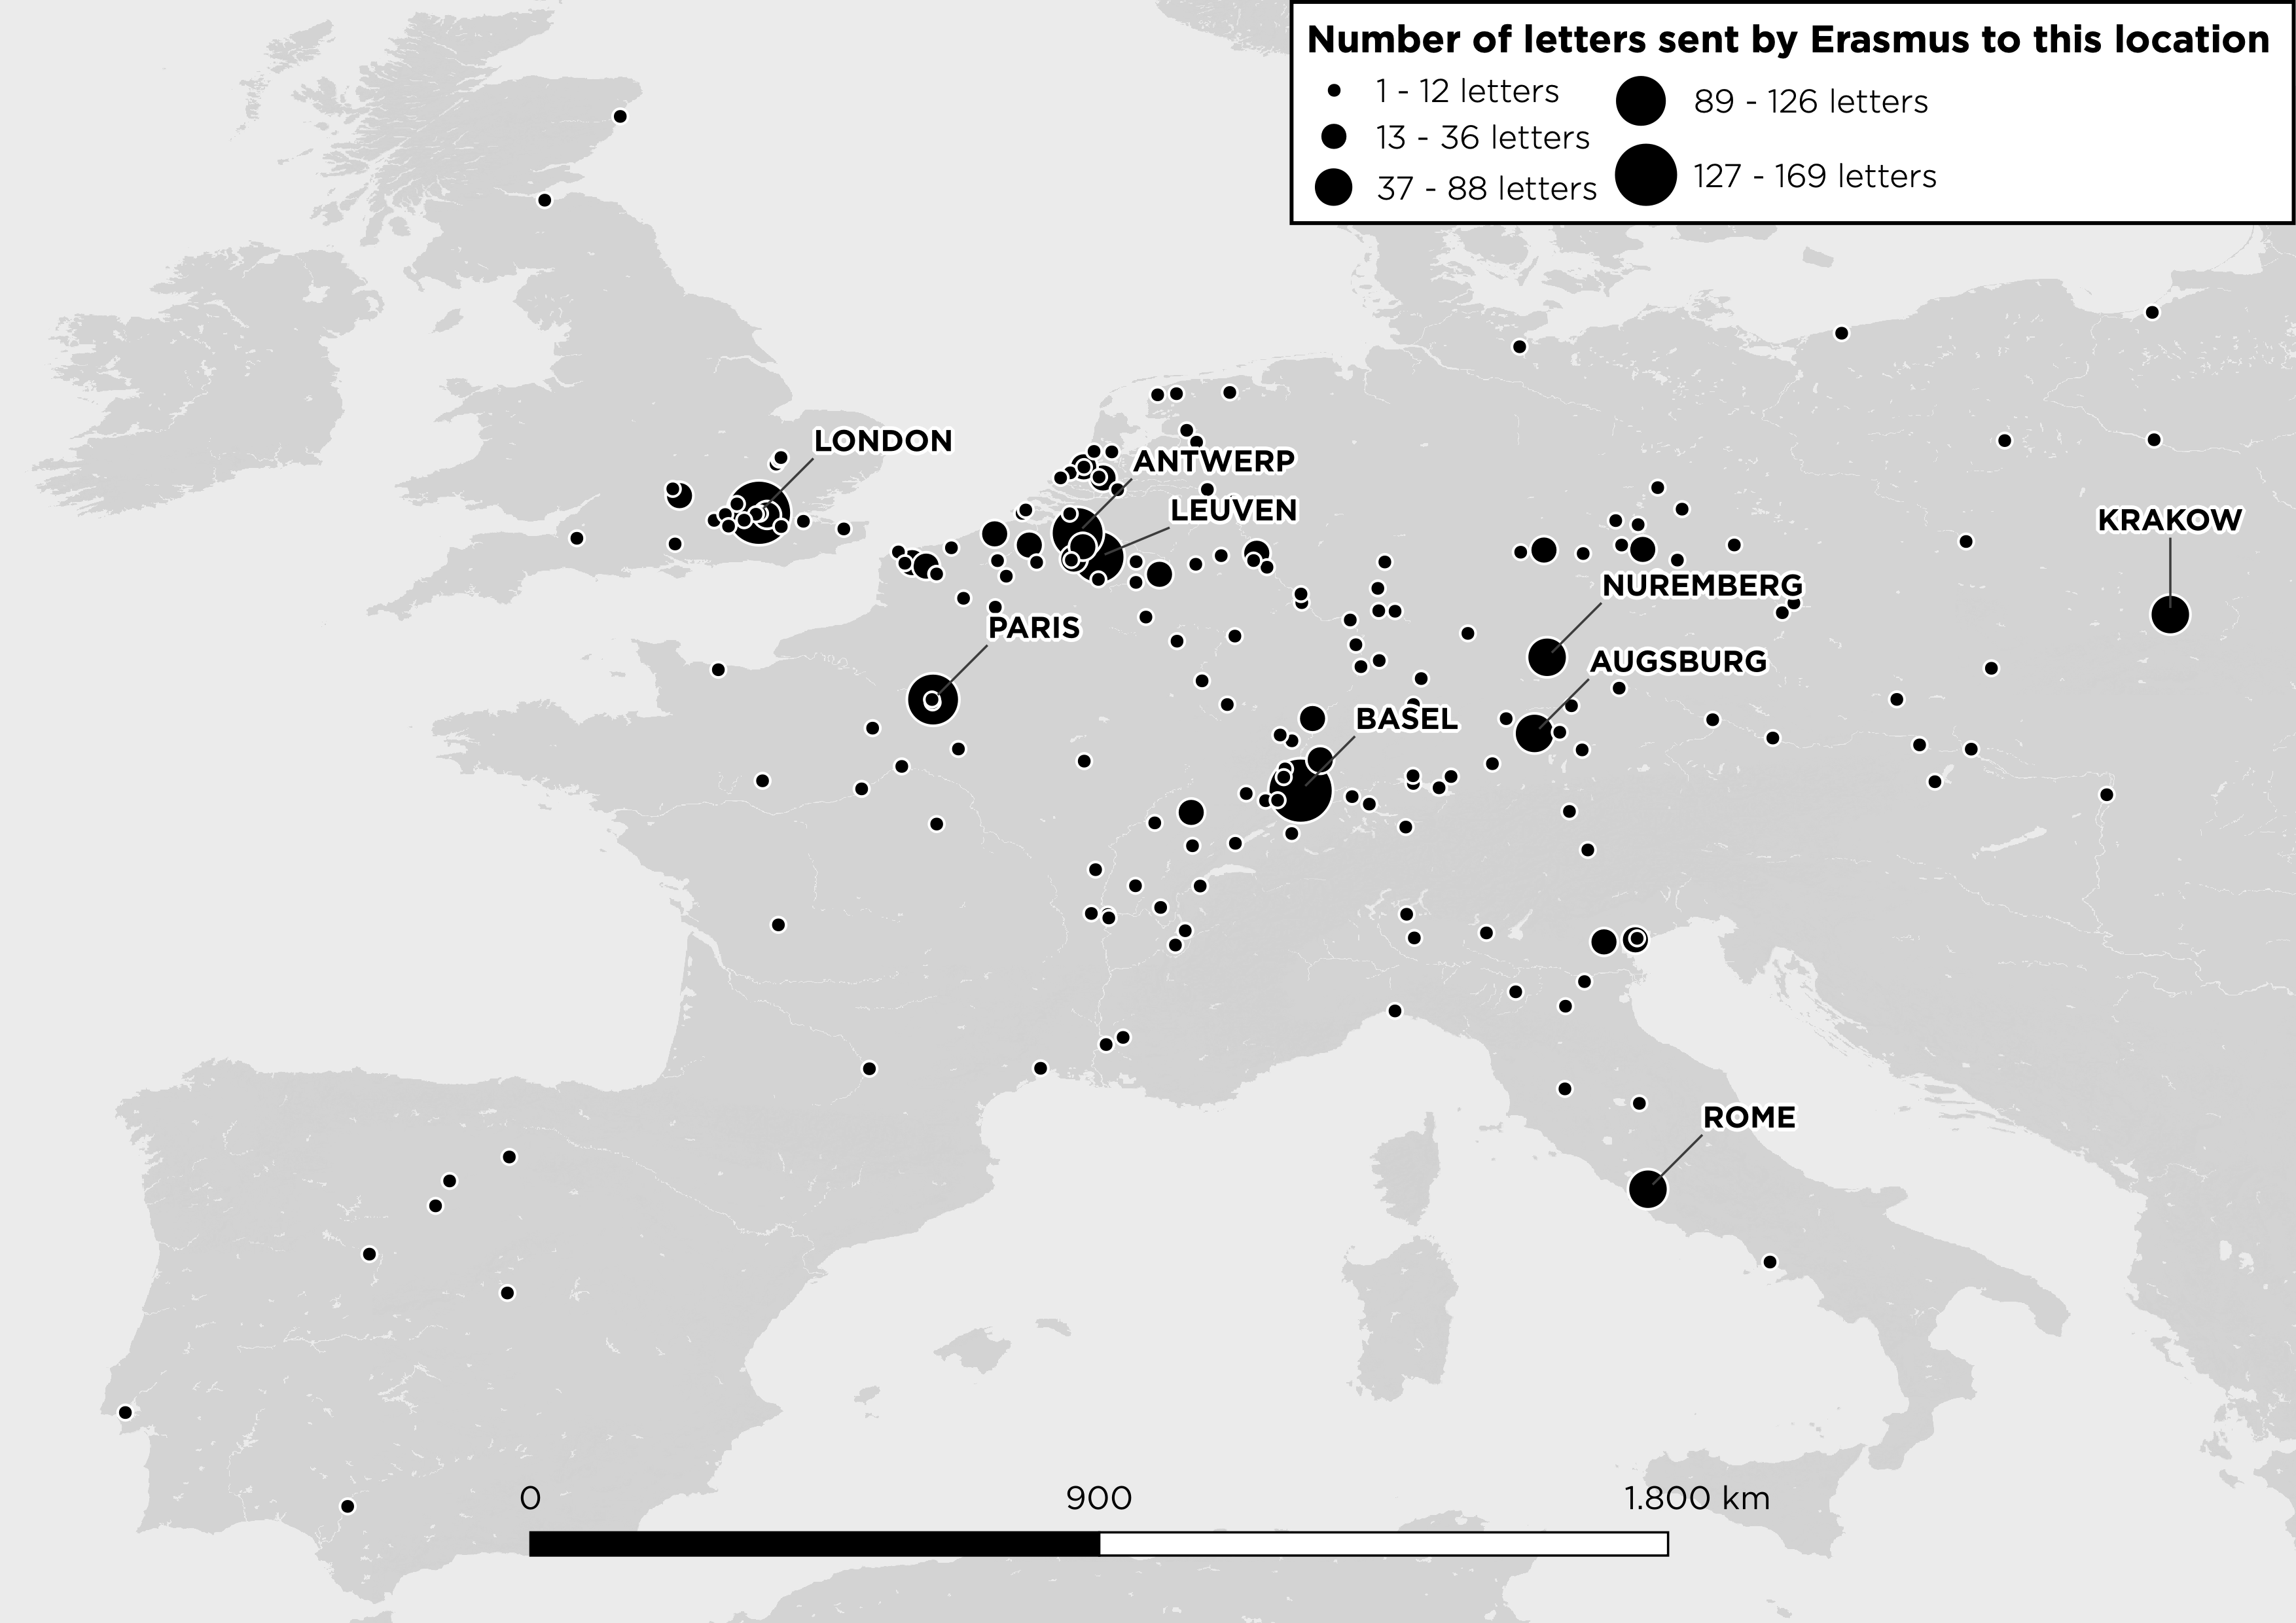 Number of letters sent by Erasmus to this location
1 - 12 letters
13 - 36 letters
37 - 88 letters
89 - 126 letters
127 - 169 letters
LONDON
ANTWERP
LEUVEN
KRAKOW
NUREMBERG
PARIS
AUGSBURG
BASEL
ROME
0 900 1.800 km